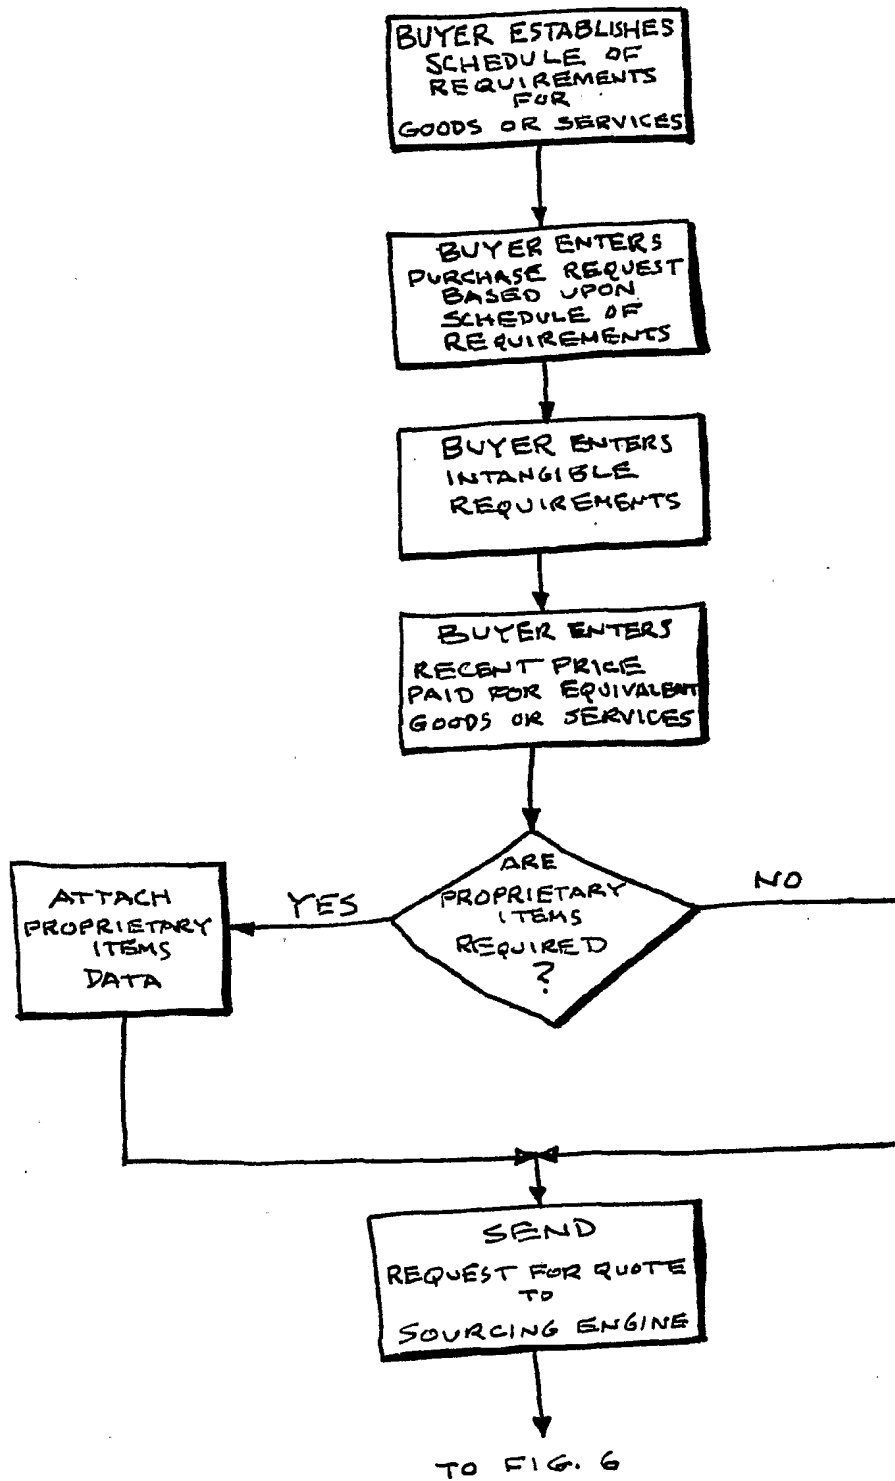 BUYER ESTABLISHES
SCHEDULE OF
REQUIREMENTS
FOR
GOODS OR SERVICES
BUYER ENTERS
PURCHASE REQUEST
BASED UPON
SCHEDULE OF
REQUIREMENTS
BUYER ENTERS
INTANGIBLE
REQUIREMENTS
BUYER ENTERS
RECENT PRICE
PAID FOR EQUIVALENT
GOODS OR SERVICES
ARE
PROPRIETARY
ITEMS
REQUIRED
?
YES
NO
ATTACH
PROPRIETARY
ITEMS
DATA
SEND
REQUEST FOR QUOTE
TO
SOURCING ENGINE
TO FIG. 6